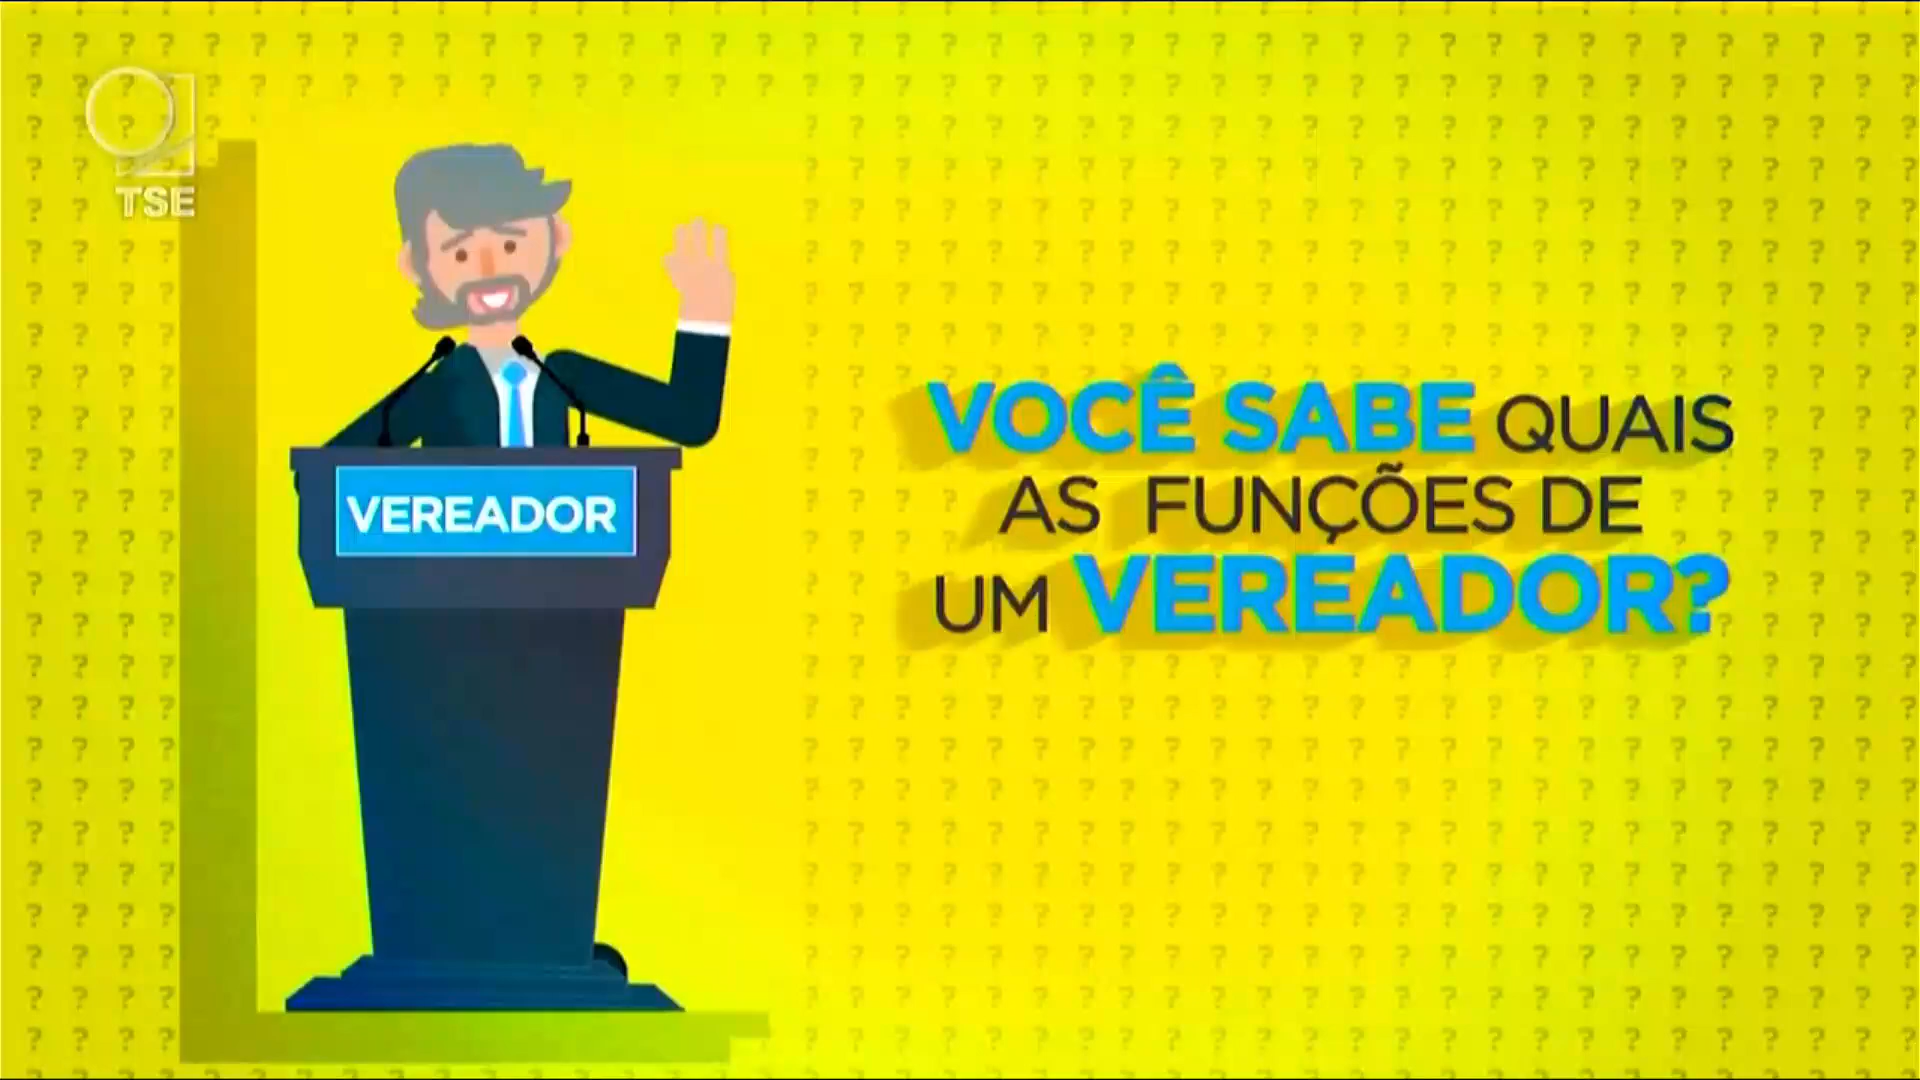 TSE
VEREADOR
VOCÊ SABE QUAIS
AS FUNÇÕES DE
UM VEREADOR?